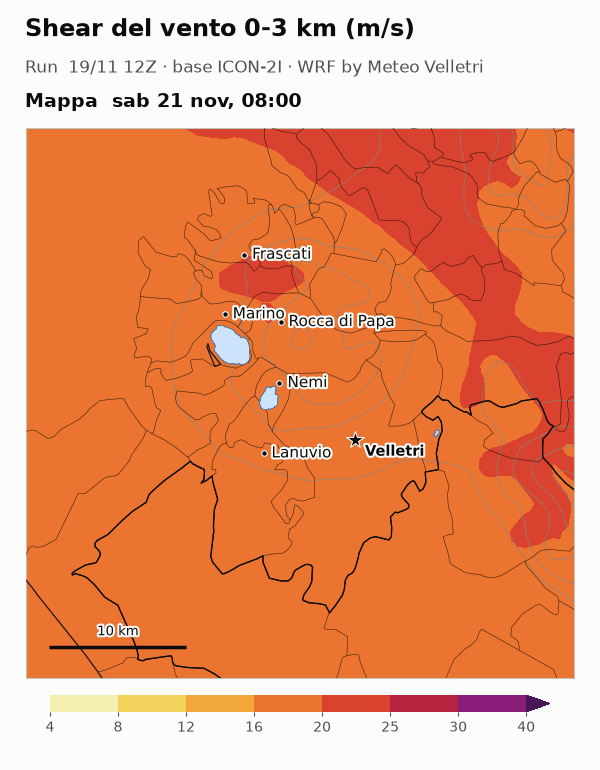 Shear del vento 0-3 km (m/s)
Run 19/11 12Z · base ICON-2I · WRF by Meteo Velletri
Mappa sab 21 nov, 08:00
Frascati
Marino
Rocca di Papa
Nemi
Velletri
Lanuvio
10 km
4 8 12 16 20 25 30 40